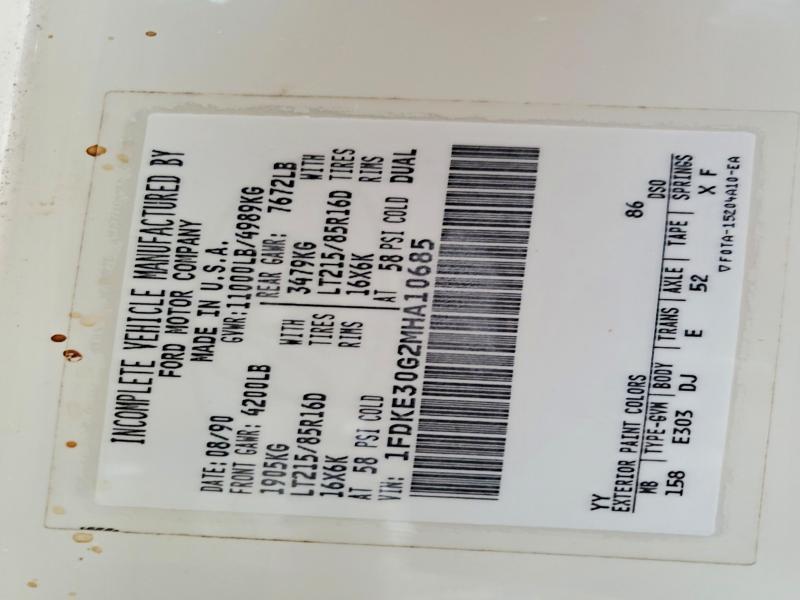 INCOMPLETE VEHICLE MANUFACTURED BY
FORD MOTOR COMPANY
MADE IN U.S.A.
DATE: 08/90 GVWR: 11000LB/4989KG
FRONT GAWR: 4200LB REAR GAWR: 7672LB
1905KG WITH 3479KG WITH
LT215/85R16D TIRES LT215/85R16D TIRES
16X6K RIMS 16X6K RIMS
AT 58 PSI COLD AT 58 PSI COLD DUAL
VIN: 1FDKE30G2MHA10685
YY 86
EXTERIOR PAINT COLORS DSO
WB TYPE-GVW BODY TRANS AXLE TAPE SPRINGS
158 E303 DJ E 52 X F
▽F0TA-15204A10-EA